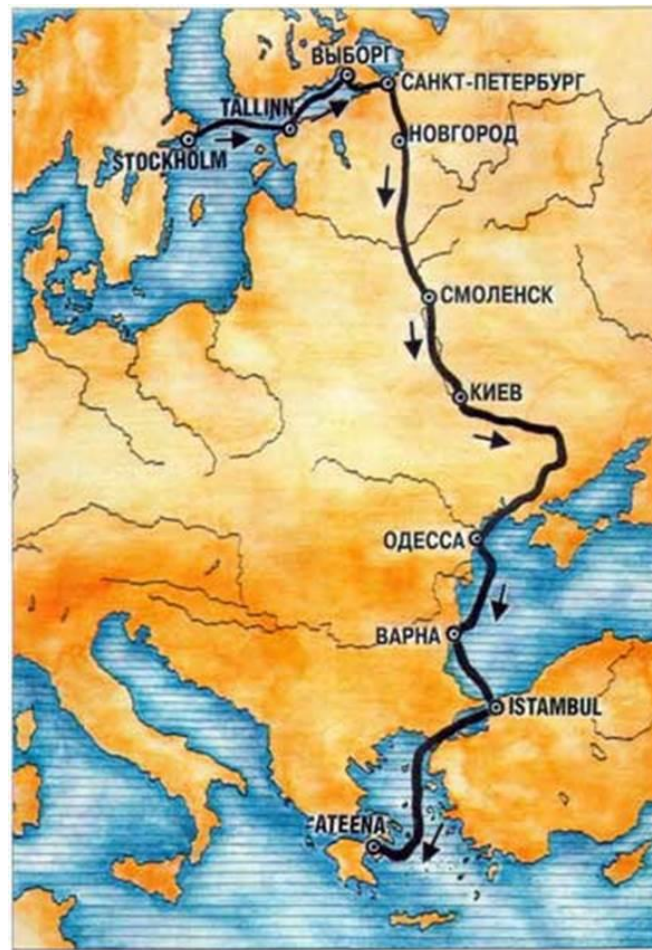 ВЫБОРГ
САНКТ-ПЕТЕРБУРГ
TALLINN
НОВГОРОД
STOCKHOLM
СМОЛЕНСК
КИЕВ
ОДЕССА
ВАРНА
ISTAMBUL
ATEENA